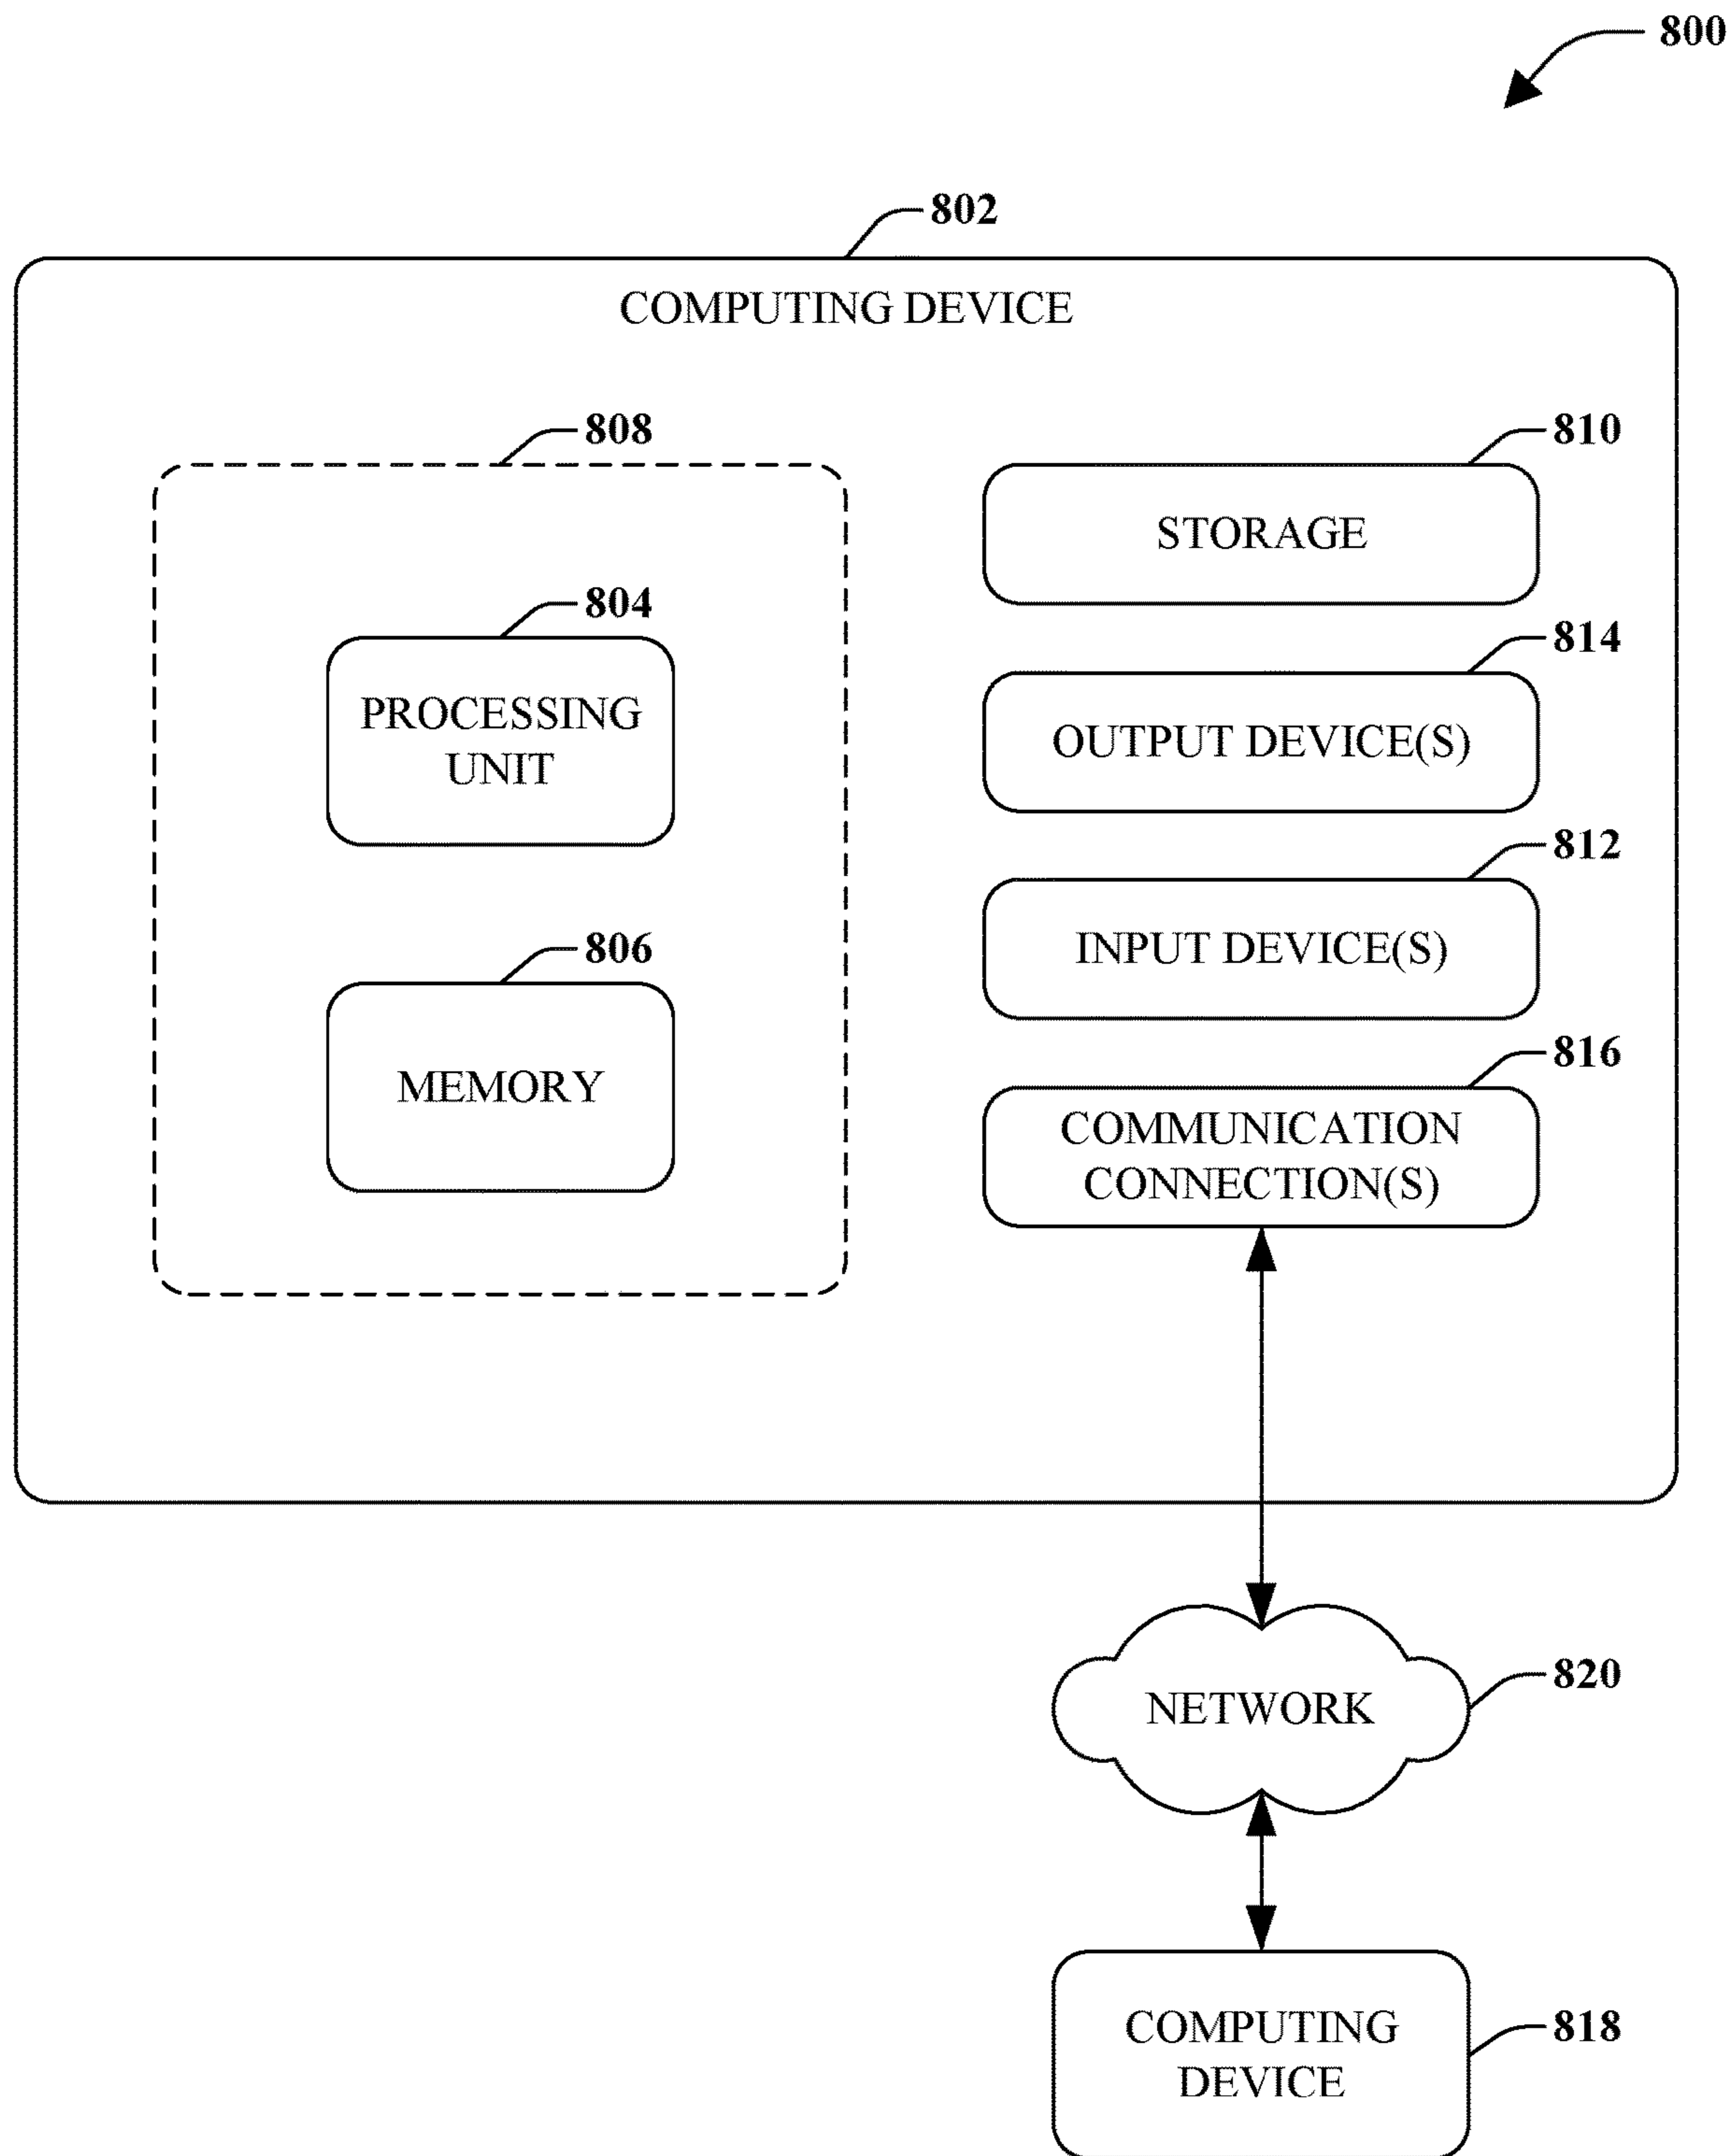 800
802
COMPUTING DEVICE
808
810
STORAGE
804
PROCESSING
UNIT
814
OUTPUT DEVICE(S)
812
INPUT DEVICE(S)
806
MEMORY
816
COMMUNICATION
CONNECTION(S)
820
NETWORK
818
COMPUTING
DEVICE